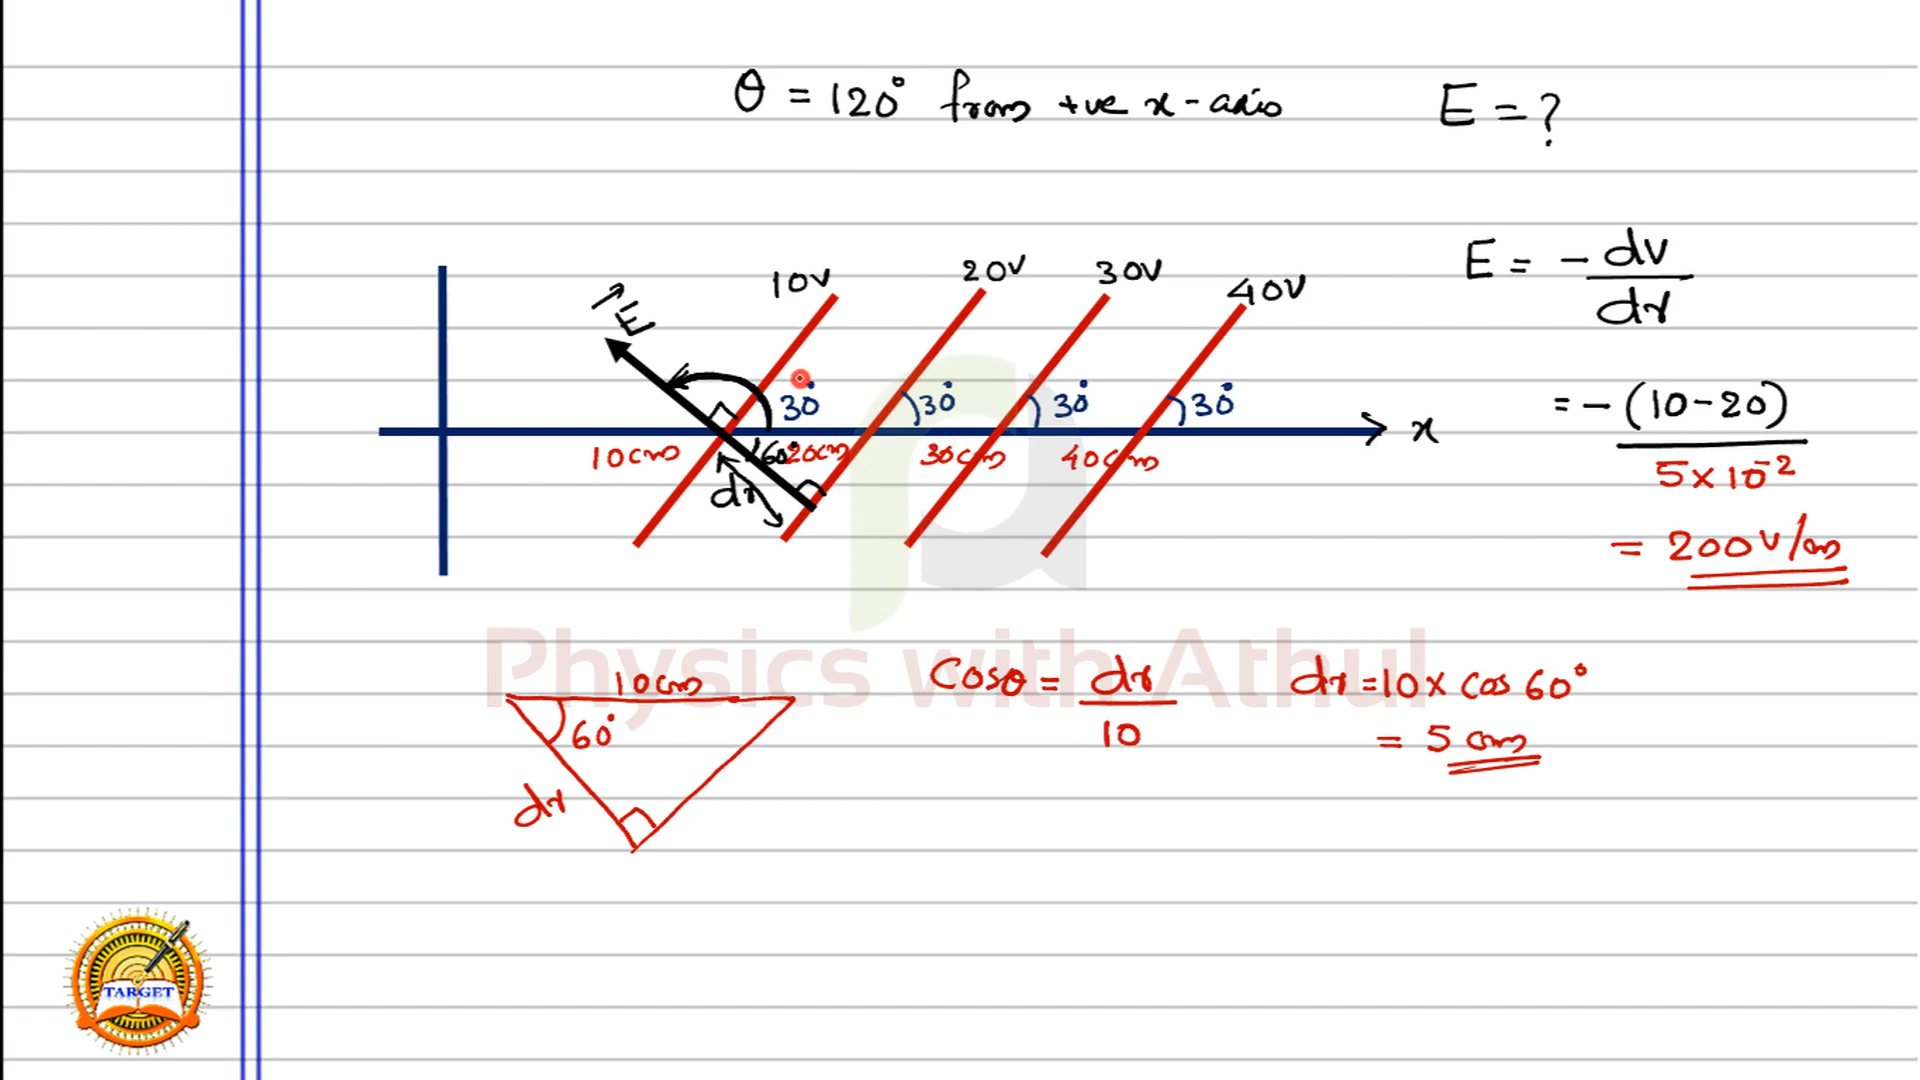 θ = 120° from +ve x-axis
E = ?
10V 20V 30V 40V
E = - dV / dr
E
30° 30° 30° 30°
x
= - (10-20) / 5 x 10⁻²
10cm 60° 20cm 30cm 40cm
dr
= 200 V/m
Physics with Athul
10cm
60°
dr
Cosθ = dr / 10
dr = 10 x cos 60°
= 5 cm
TARGET